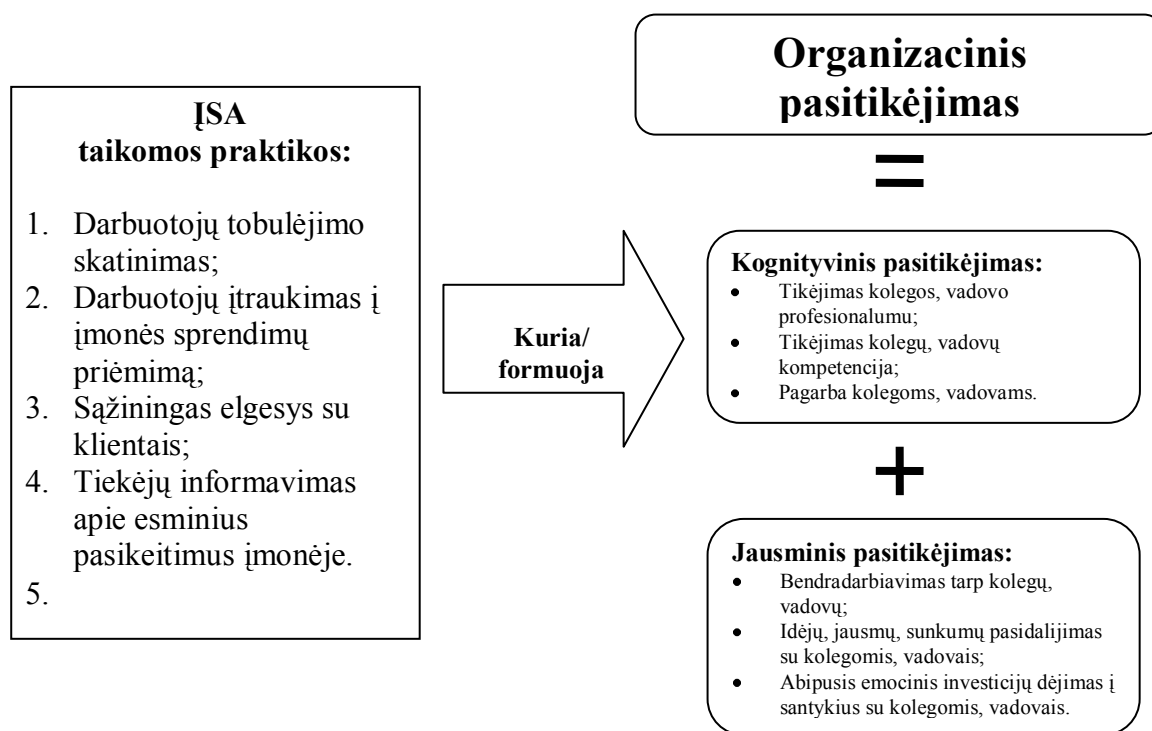 Organizacinis
pasitikėjimas
ĮSA
taikomos praktikos:
1. Darbuotojų tobulėjimo
skatinimas;
2. Darbuotojų įtraukimas į
įmonės sprendimų
priėmimą;
3. Sąžiningas elgesys su
klientais;
4. Tiekėjų informavimas
apie esminius
pasikeitimus įmonėje.
5.
Kuria/
formuoja
=
Kognityvinis pasitikėjimas:
• Tikėjimas kolegos, vadovo
profesionalumu;
• Tikėjimas kolegų, vadovų
kompetencija;
• Pagarba kolegoms, vadovams.
+
Jausminis pasitikėjimas:
• Bendradarbiavimas tarp kolegų,
vadovų;
• Idėjų, jausmų, sunkumų pasidalijimas
su kolegomis, vadovais;
• Abipusis emocinis investicijų dėjimas į
santykius su kolegomis, vadovais.